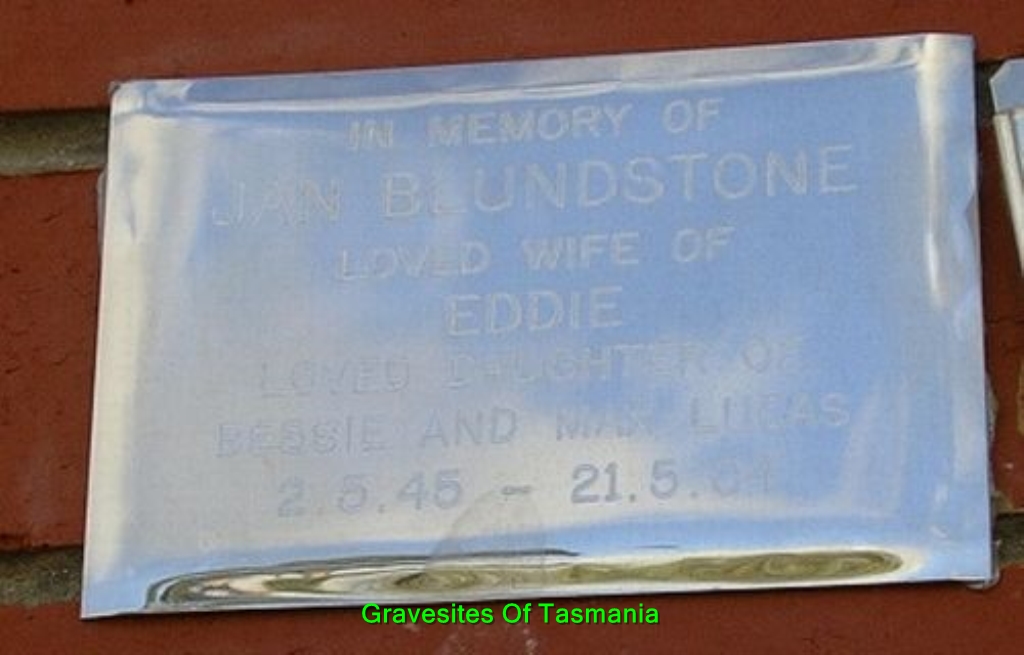 IN MEMORY OF
JAN BLUNDSTONE
LOVED WIFE OF
EDDIE
LOVED DAUGHTER OF
BESSIE AND MAX LUCAS
2.5.45 - 21.5.84
Gravesites Of Tasmania